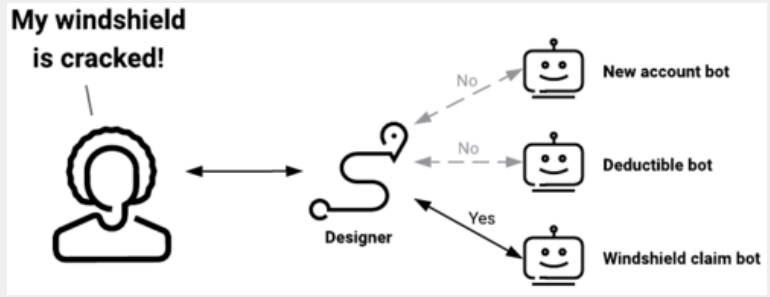 My windshield
is cracked!
No
New account bot
No
Deductible bot
Designer
Yes
Windshield claim bot